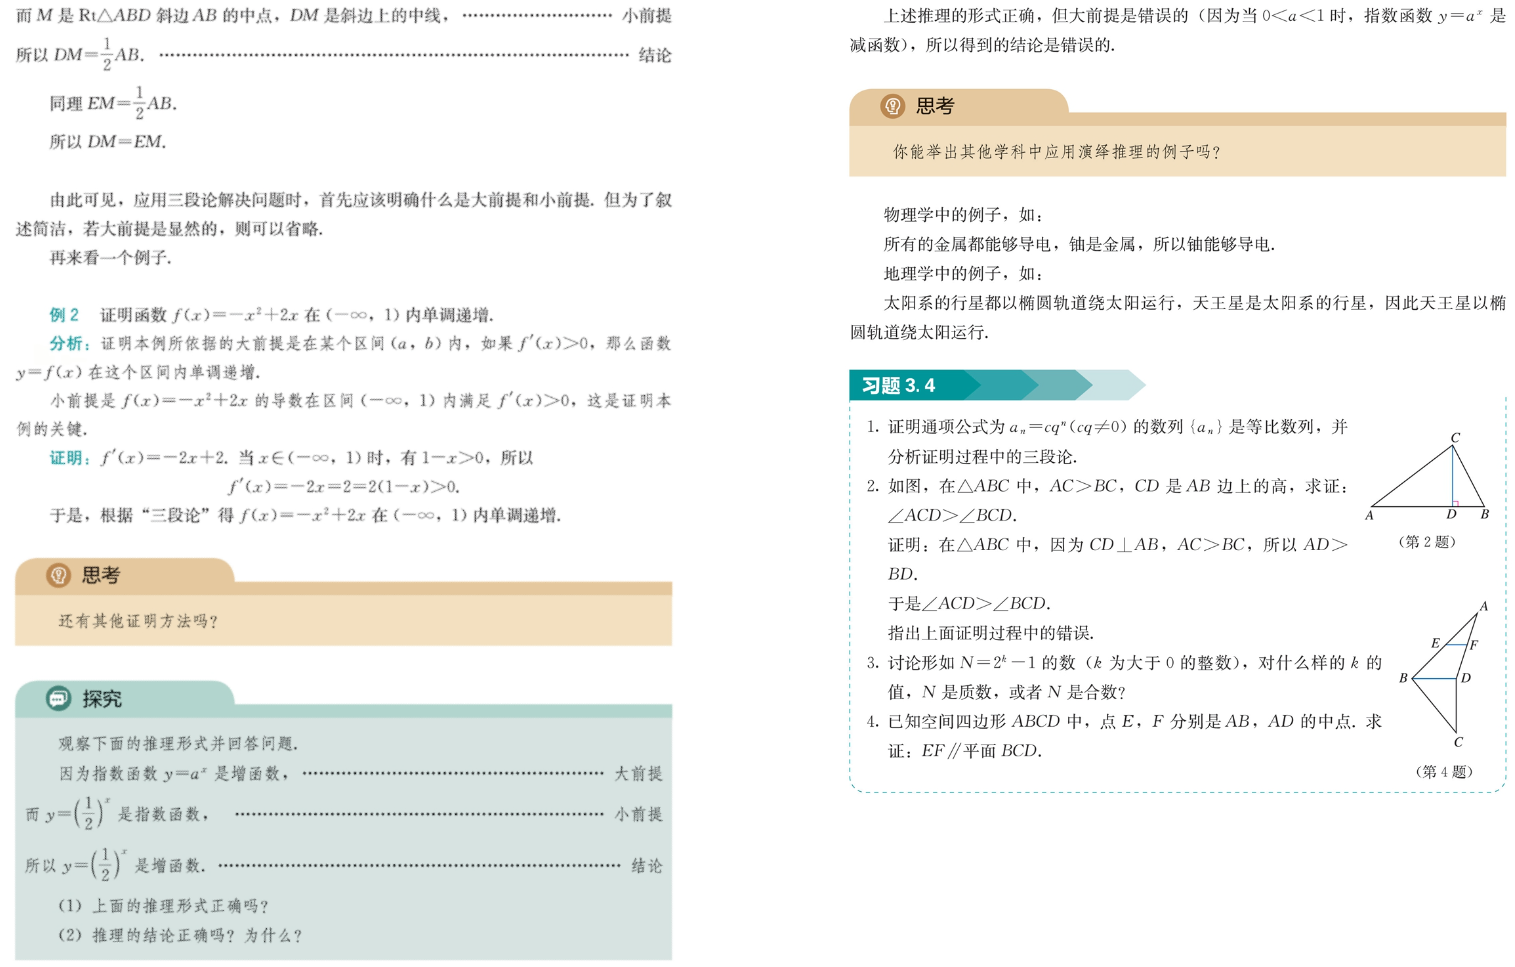 而 M 是 Rt△ABD 斜边 AB 的中点，DM 是斜边上的中线，………………………… 小前提
所以 DM=\frac{1}{2}AB. ………………………………………………………………………… 结论
同理 EM=\frac{1}{2}AB.
所以 DM=EM.
由此可见，应用三段论解决问题时，首先应该明确什么是大前提和小前提. 但为了叙
述简洁，若大前提是显然的，则可以省略.
再来看一个例子.
例 2 证明函数 f(x)=-x²+2x 在 (-∞，1) 内单调递增.
分析：证明本例所依据的大前提是在某个区间 (a，b) 内，如果 f′(x)>0，那么函数
y=f(x) 在这个区间内单调递增.
小前提是 f(x)=-x²+2x 的导数在区间 (-∞，1) 内满足 f′(x)>0，这是证明本
例的关键.
证明：f′(x)=-2x+2. 当 x∈(-∞，1) 时，有 1-x>0，所以
f′(x)=-2x=2=2(1-x)>0.
于是，根据“三段论”得 f(x)=-x²+2x 在 (-∞，1) 内单调递增.
思考
还有其他证明方法吗？
探究
观察下面的推理形式并回答问题.
因为指数函数 y=aˣ 是增函数，……………………………………………… 大前提
而 y=(\frac{1}{2})ˣ 是指数函数， ………………………………………………………… 小前提
所以 y=(\frac{1}{2})ˣ 是增函数. ……………………………………………………………… 结论
(1) 上面的推理形式正确吗？
(2) 推理的结论正确吗？为什么？
上述推理的形式正确，但大前提是错误的（因为当 0<a<1 时，指数函数 y=aˣ 是
减函数），所以得到的结论是错误的.
思考
你能举出其他学科中应用演绎推理的例子吗？
物理学中的例子，如：
所有的金属都能够导电，铀是金属，所以铀能够导电.
地理学中的例子，如：
太阳系的行星都以椭圆轨道绕太阳运行，天王星是太阳系的行星，因此天王星以椭
圆轨道绕太阳运行.
习题 3.4
1. 证明通项公式为 aₙ=cqⁿ(cq≠0) 的数列 {aₙ} 是等比数列，并
分析证明过程中的三段论.
2. 如图，在△ABC 中，AC>BC，CD 是 AB 边上的高，求证：
∠ACD>∠BCD.
证明：在△ABC 中，因为 CD⊥AB，AC>BC，所以 AD>
BD.
于是∠ACD>∠BCD.
指出上面证明过程中的错误.
3. 讨论形如 N=2ᵏ-1 的数（k 为大于 0 的整数），对什么样的 k 的
值，N 是质数，或者 N 是合数？
4. 已知空间四边形 ABCD 中，点 E，F 分别是 AB，AD 的中点. 求
证：EF∥平面 BCD.
C
A D B
（第 2 题）
A
E F
B D
C
（第 4 题）